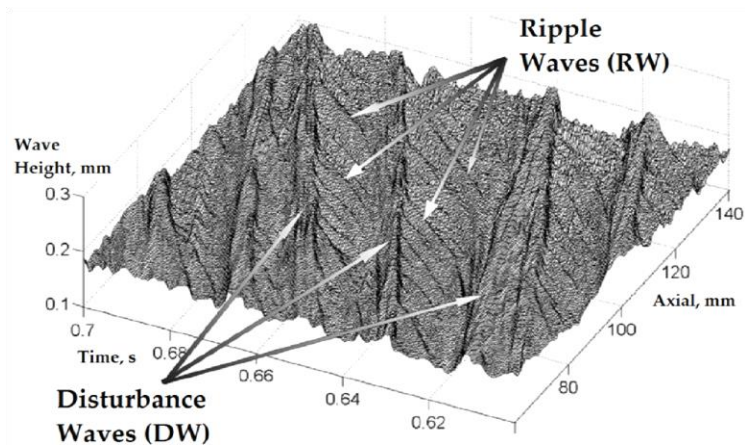 Ripple
Waves (RW)
Wave
Height, mm
0.3
0.2
0.1
0.7
0.68
0.66
0.64
0.62
Time, s
140
120
100
80
Axial, mm
Disturbance
Waves (DW)